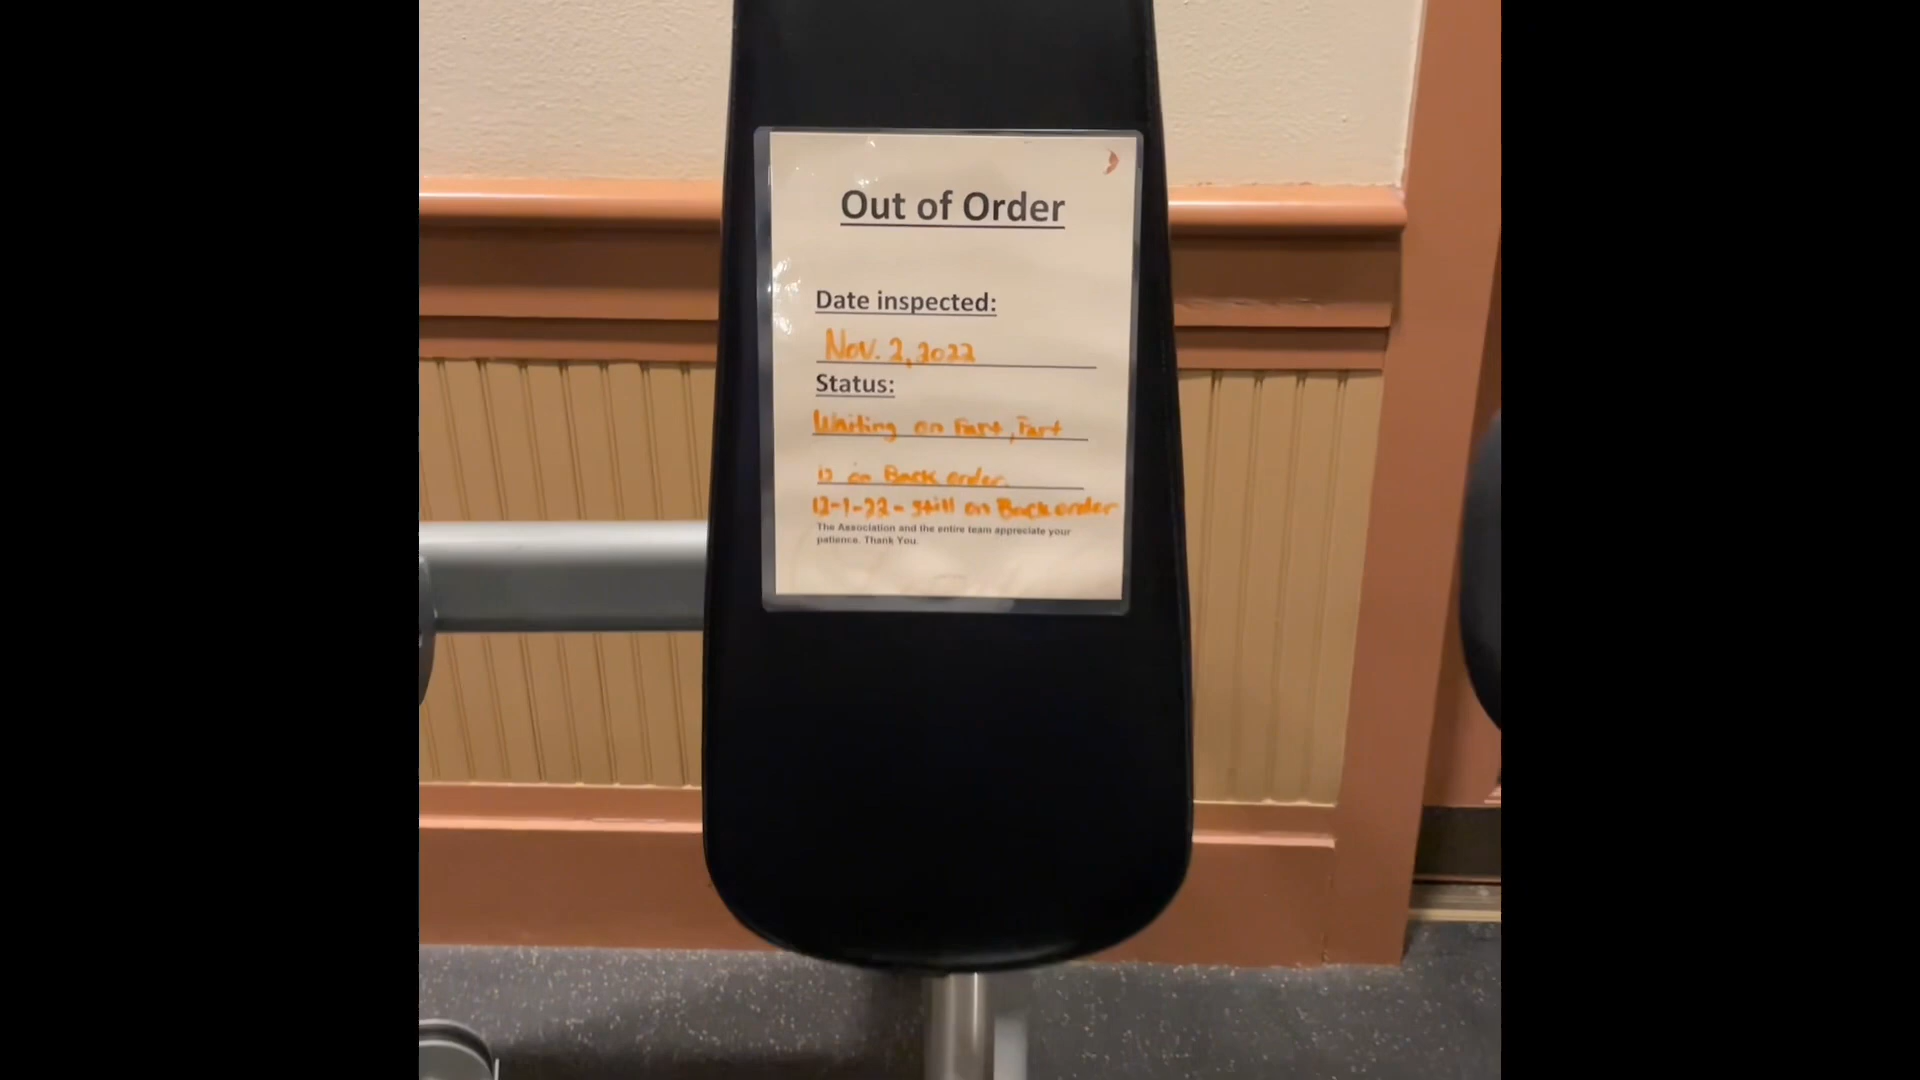 Out of Order
Date inspected:
Nov. 2, 2022
Status:
Waiting on Part, Part
is on Back order.
12-1-22 - still on Back order
The Association and the entire team appreciate your
patience. Thank You.